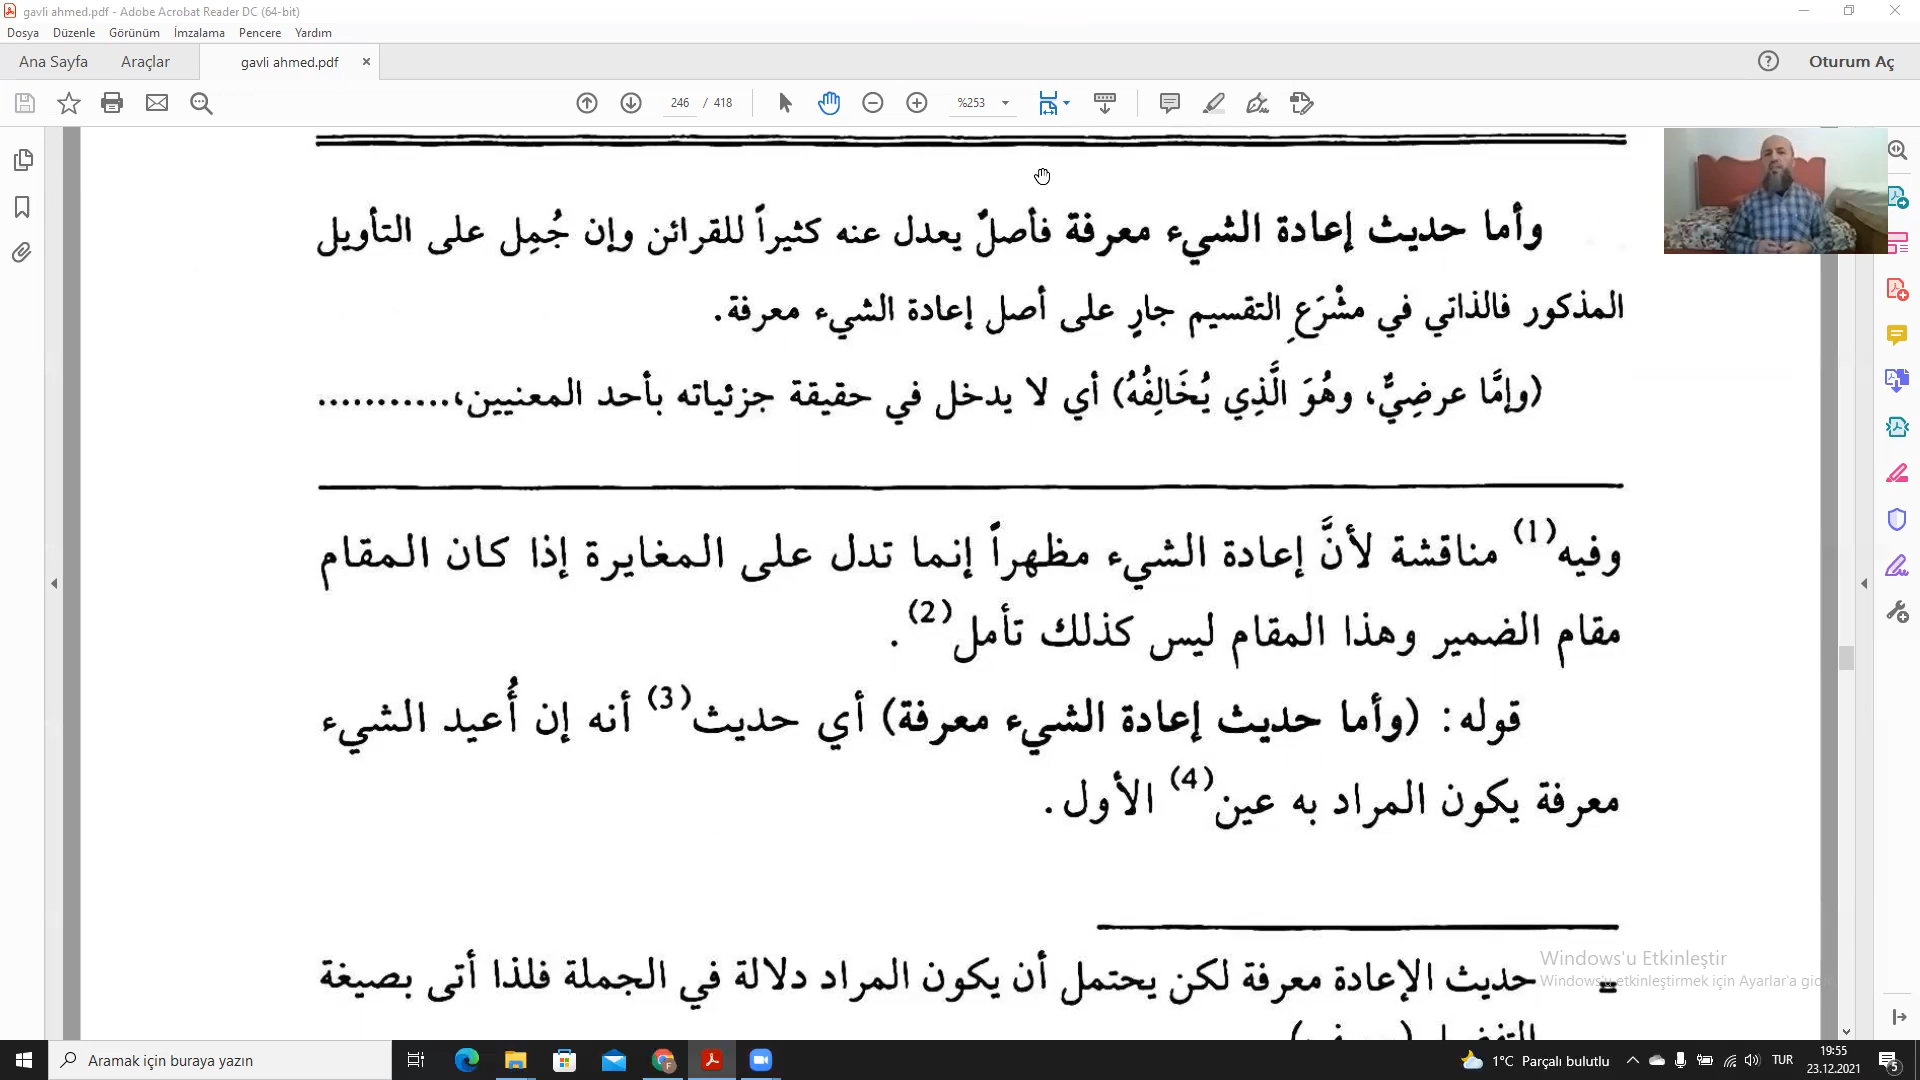 gavli ahmed.pdf - Adobe Acrobat Reader DC (64-bit)
Dosya Düzenle Görünüm İmzalama Pencere Yardım
Ana Sayfa Araçlar gavli ahmed.pdf Oturum Aç
246 / 418 %253
وأما حديث إعادة الشيء معرفة فأصلٌ يعدل عنه كثيراً للقرائن وإن حُمِل على التأويل
المذكور فالذاتي في مشْرَعِ التقسيم جارٍ على أصل إعادة الشيء معرفة.
(وإمَّا عرضِيٌّ، وهُوَ الَّذِي يُخَالِفُهُ) أي لا يدخل في حقيقة جزئياته بأحد المعنيين،...........
وفيه(1) مناقشة لأنَّ إعادة الشيء مظهراً إنما تدل على المغايرة إذا كان المقام
مقام الضمير وهذا المقام ليس كذلك تأمل(2).
قوله: (وأما حديث إعادة الشيء معرفة) أي حديث(3) أنه إن أُعيد الشيء
معرفة يكون المراد به عين(4) الأول.
= حديث الإعادة معرفة لكن يحتمل أن يكون المراد دلالة في الجملة فلذا أتى بصيغة
Windows'u Etkinleştir
Windows'u etkinleştirmek için Ayarlar'a gid
Aramak için buraya yazın
1°C Parçalı bulutlu TUR 19:55
23.12.2021 5